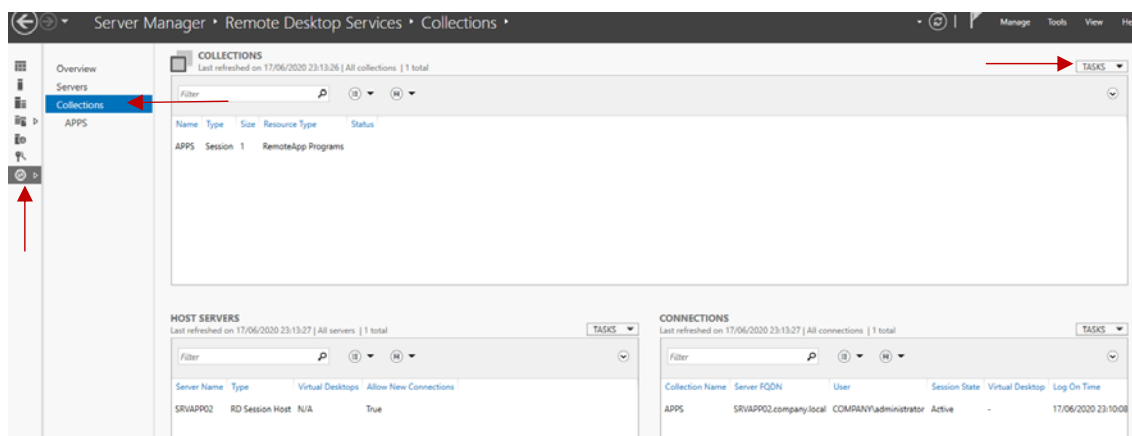 Server Manager • Remote Desktop Services • Collections •
Manage Tools View He
Overview
Servers
Collections
APPS
COLLECTIONS
Last refreshed on 17/06/2020 23:13:26 | All collections | 1 total
TASKS
Filter
Name Type Size Resource Type Status
APPS Session 1 RemoteApp Programs
HOST SERVERS
Last refreshed on 17/06/2020 23:13:27 | All servers | 1 total
TASKS
Filter
Server Name Type Virtual Desktops Allow New Connections
SRVAPP02 RD Session Host N/A True
CONNECTIONS
Last refreshed on 17/06/2020 23:13:27 | All connections | 1 total
TASKS
Filter
Collection Name Server FQDN User Session State Virtual Desktop Log On Time
APPS SRVAPP02.company.local COMPANY\administrator Active - 17/06/2020 23:10:08